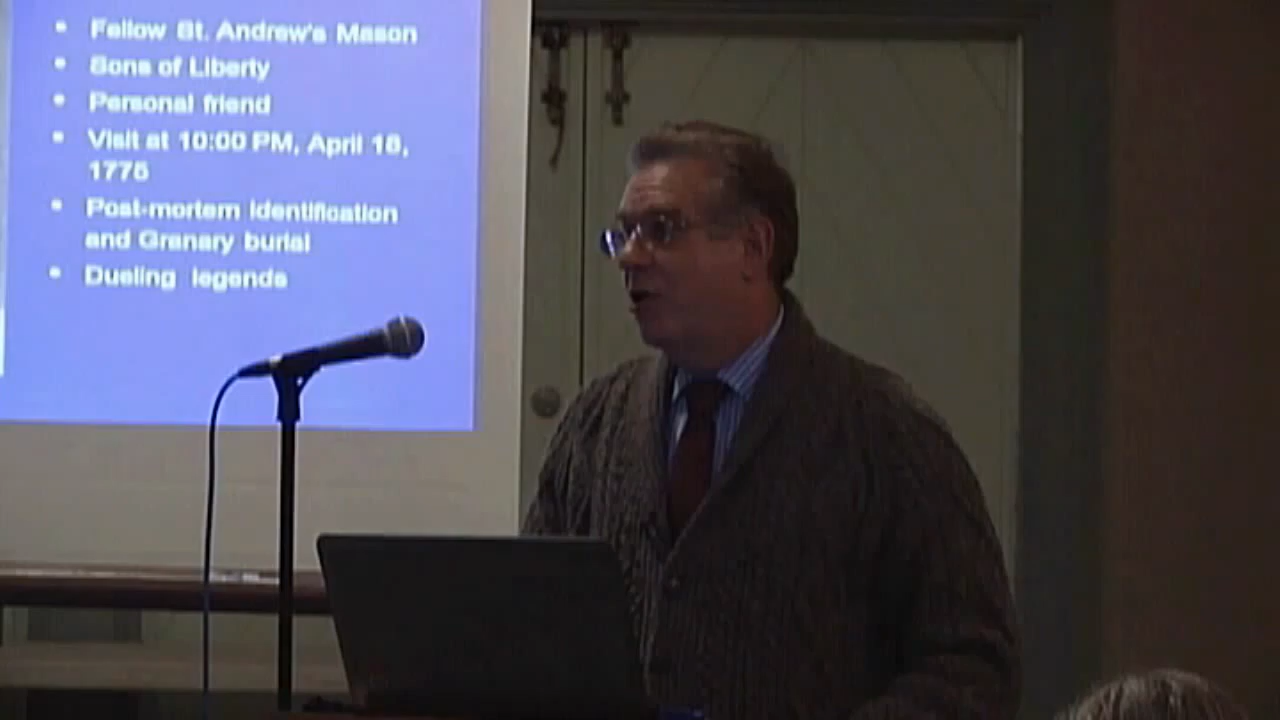 • Fellow St. Andrew's Mason
• Sons of Liberty
• Personal friend
• Visit at 10:00 PM, April 18,
1775
• Post-mortem identification
and Granary burial
• Dueling legends